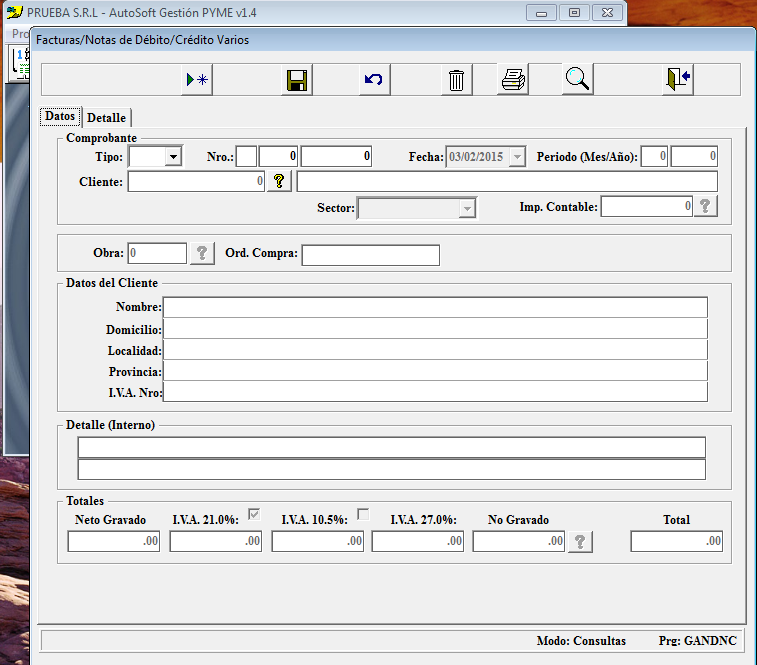 PRUEBA S.R.L - AutoSoft Gestión PYME v1.4
Pro
Facturas/Notas de Débito/Crédito Varios
Datos Detalle
Comprobante
Tipo: Nro.: 0 0 Fecha: 03/02/2015 Periodo (Mes/Año): 0 0
Cliente: 0 ?
Sector: Imp. Contable: 0 ?
Obra: 0 ? Ord. Compra:
Datos del Cliente
Nombre:
Domicilio:
Localidad:
Provincia:
I.V.A. Nro:
Detalle (Interno)
Totales
Neto Gravado I.V.A. 21.0%: I.V.A. 10.5%: I.V.A. 27.0%: No Gravado Total
.00 .00 .00 .00 .00 ? .00
Modo: Consultas Prg: GANDNC